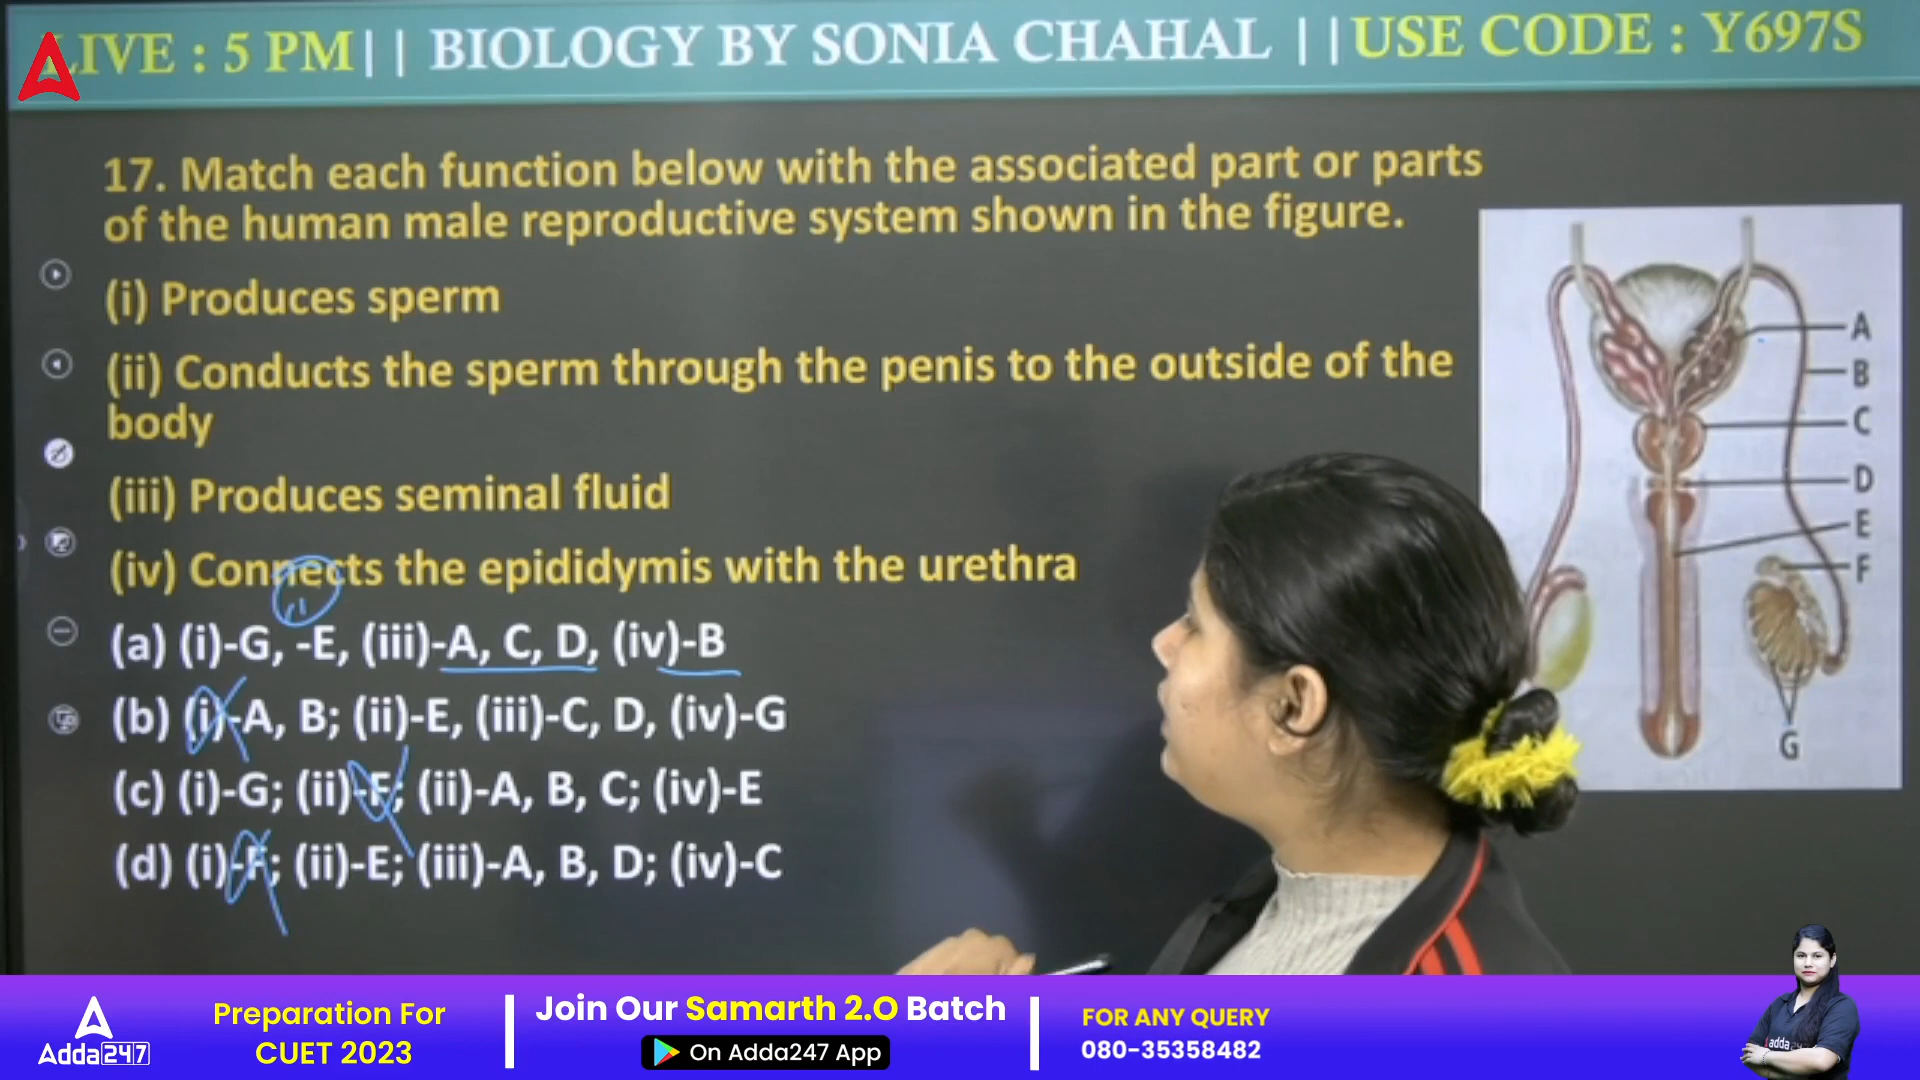 LIVE : 5 PM || BIOLOGY BY SONIA CHAHAL || USE CODE : Y697S
17. Match each function below with the associated part or parts
of the human male reproductive system shown in the figure.
(i) Produces sperm
(ii) Conducts the sperm through the penis to the outside of the
body
(iii) Produces seminal fluid
(iv) Connects the epididymis with the urethra
(a) (i)-G, -E, (iii)-A, C, D, (iv)-B
(b) (i)-A, B; (ii)-E, (iii)-C, D, (iv)-G
(c) (i)-G; (ii)-F; (ii)-A, B, C; (iv)-E
(d) (i)-F; (ii)-E; (iii)-A, B, D; (iv)-C
A
B
C
D
E
F
G
Adda247
Preparation For
CUET 2023
Join Our Samarth 2.O Batch
On Adda247 App
FOR ANY QUERY
080-35358482